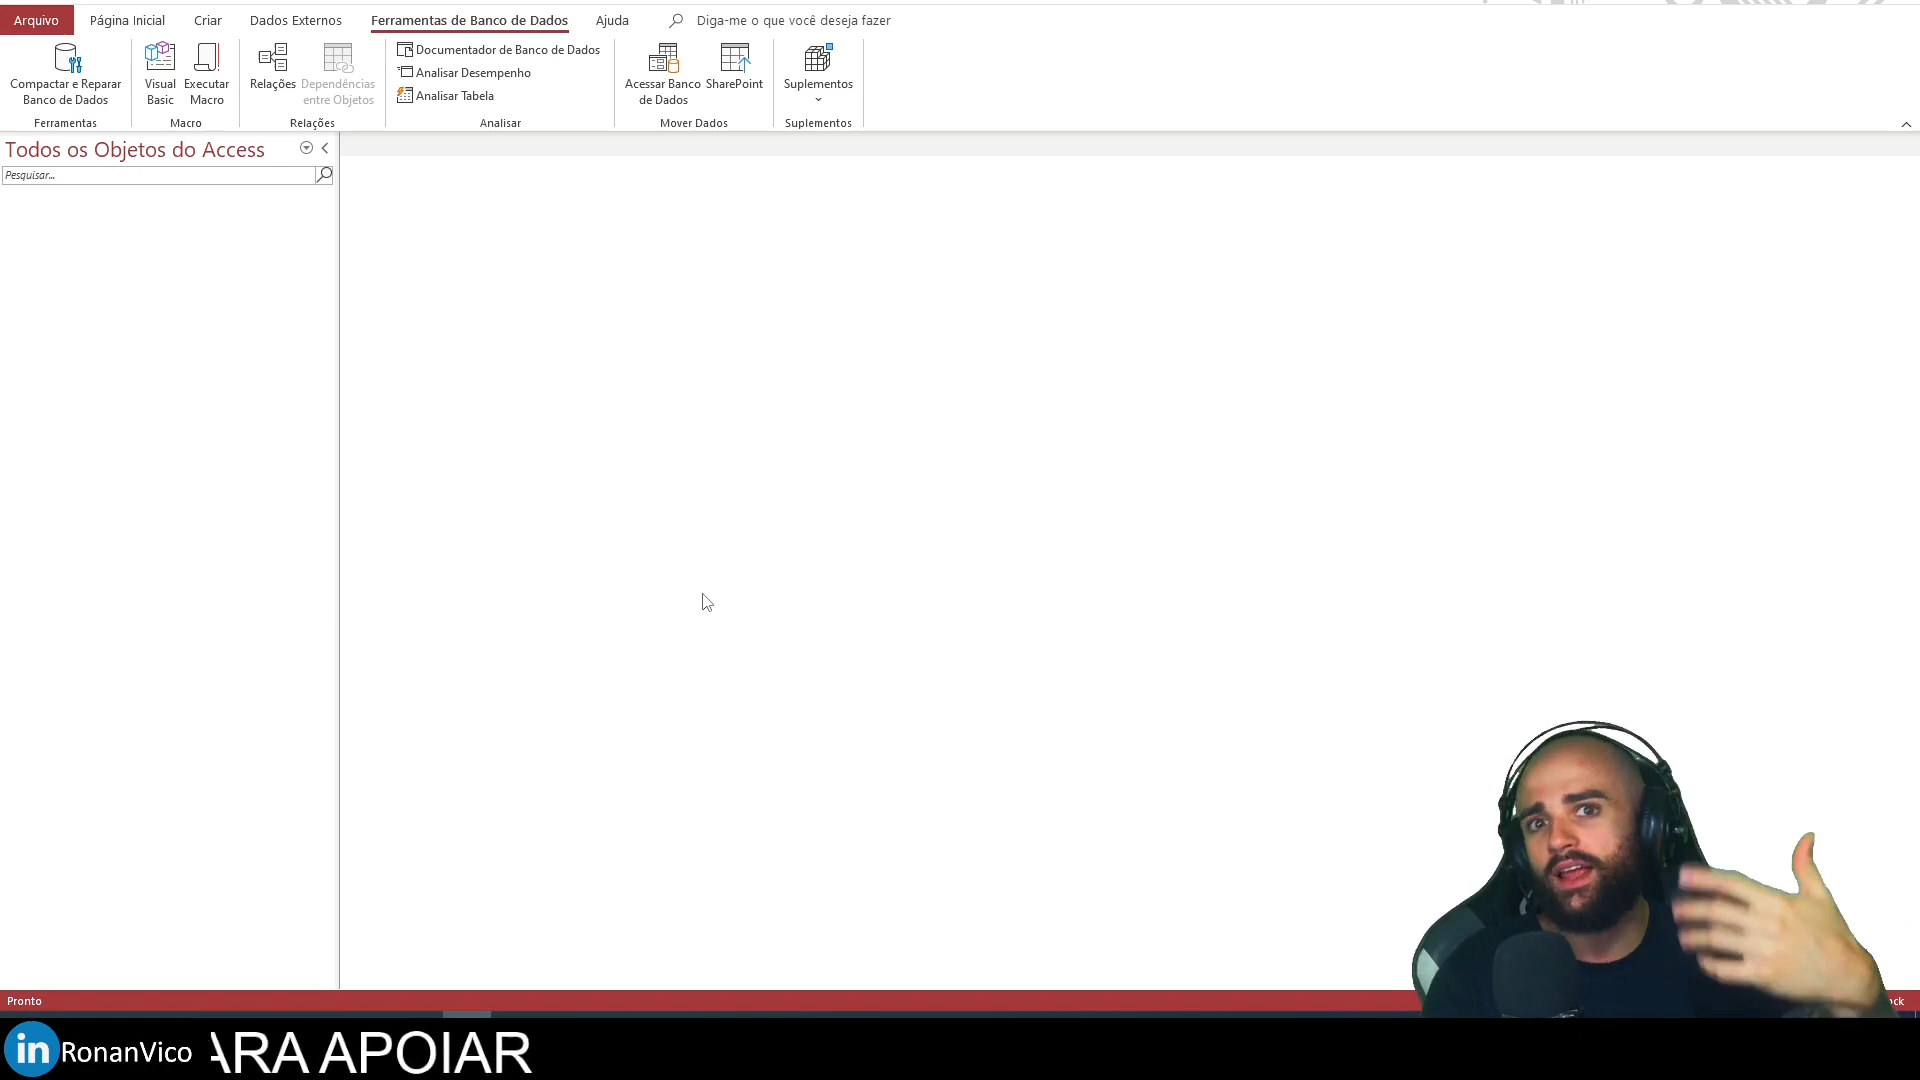 Arquivo Página Inicial Criar Dados Externos Ferramentas de Banco de Dados Ajuda Diga-me o que você deseja fazer
Compactar e Reparar
Banco de Dados
Ferramentas
Visual
Basic
Executar
Macro
Macro
Relações
Dependências
entre Objetos
Relações
Documentador de Banco de Dados
Analisar Desempenho
Analisar Tabela
Analisar
Acessar Banco
de Dados
SharePoint
Mover Dados
Suplementos
Suplementos
Todos os Objetos do Access
Pesquisar...
Pronto
in RonanVico ARA APOIAR